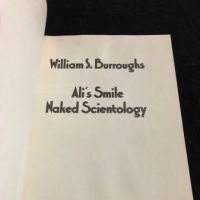 William S. Burroughs
Ali's Smile
Naked Scientology